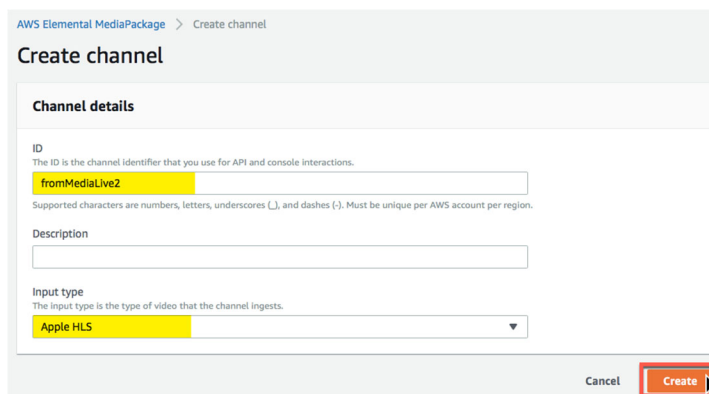 AWS Elemental MediaPackage > Create channel
Create channel
Channel details
ID
The ID is the channel identifier that you use for API and console interactions.
fromMediaLive2
Supported characters are numbers, letters, underscores (_), and dashes (-). Must be unique per AWS account per region.
Description
Input type
The input type is the type of video that the channel ingests.
Apple HLS
Cancel Create